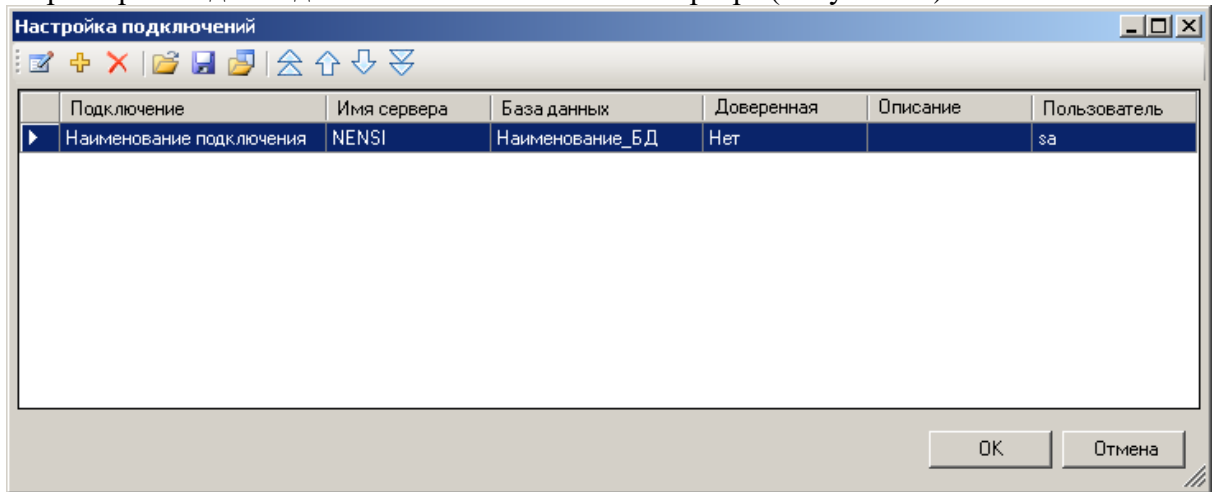 Настройка подключений
Подключение Имя сервера База данных Доверенная Описание Пользователь
Наименование подключения NENSI Наименование_БД Нет sa
OK Отмена